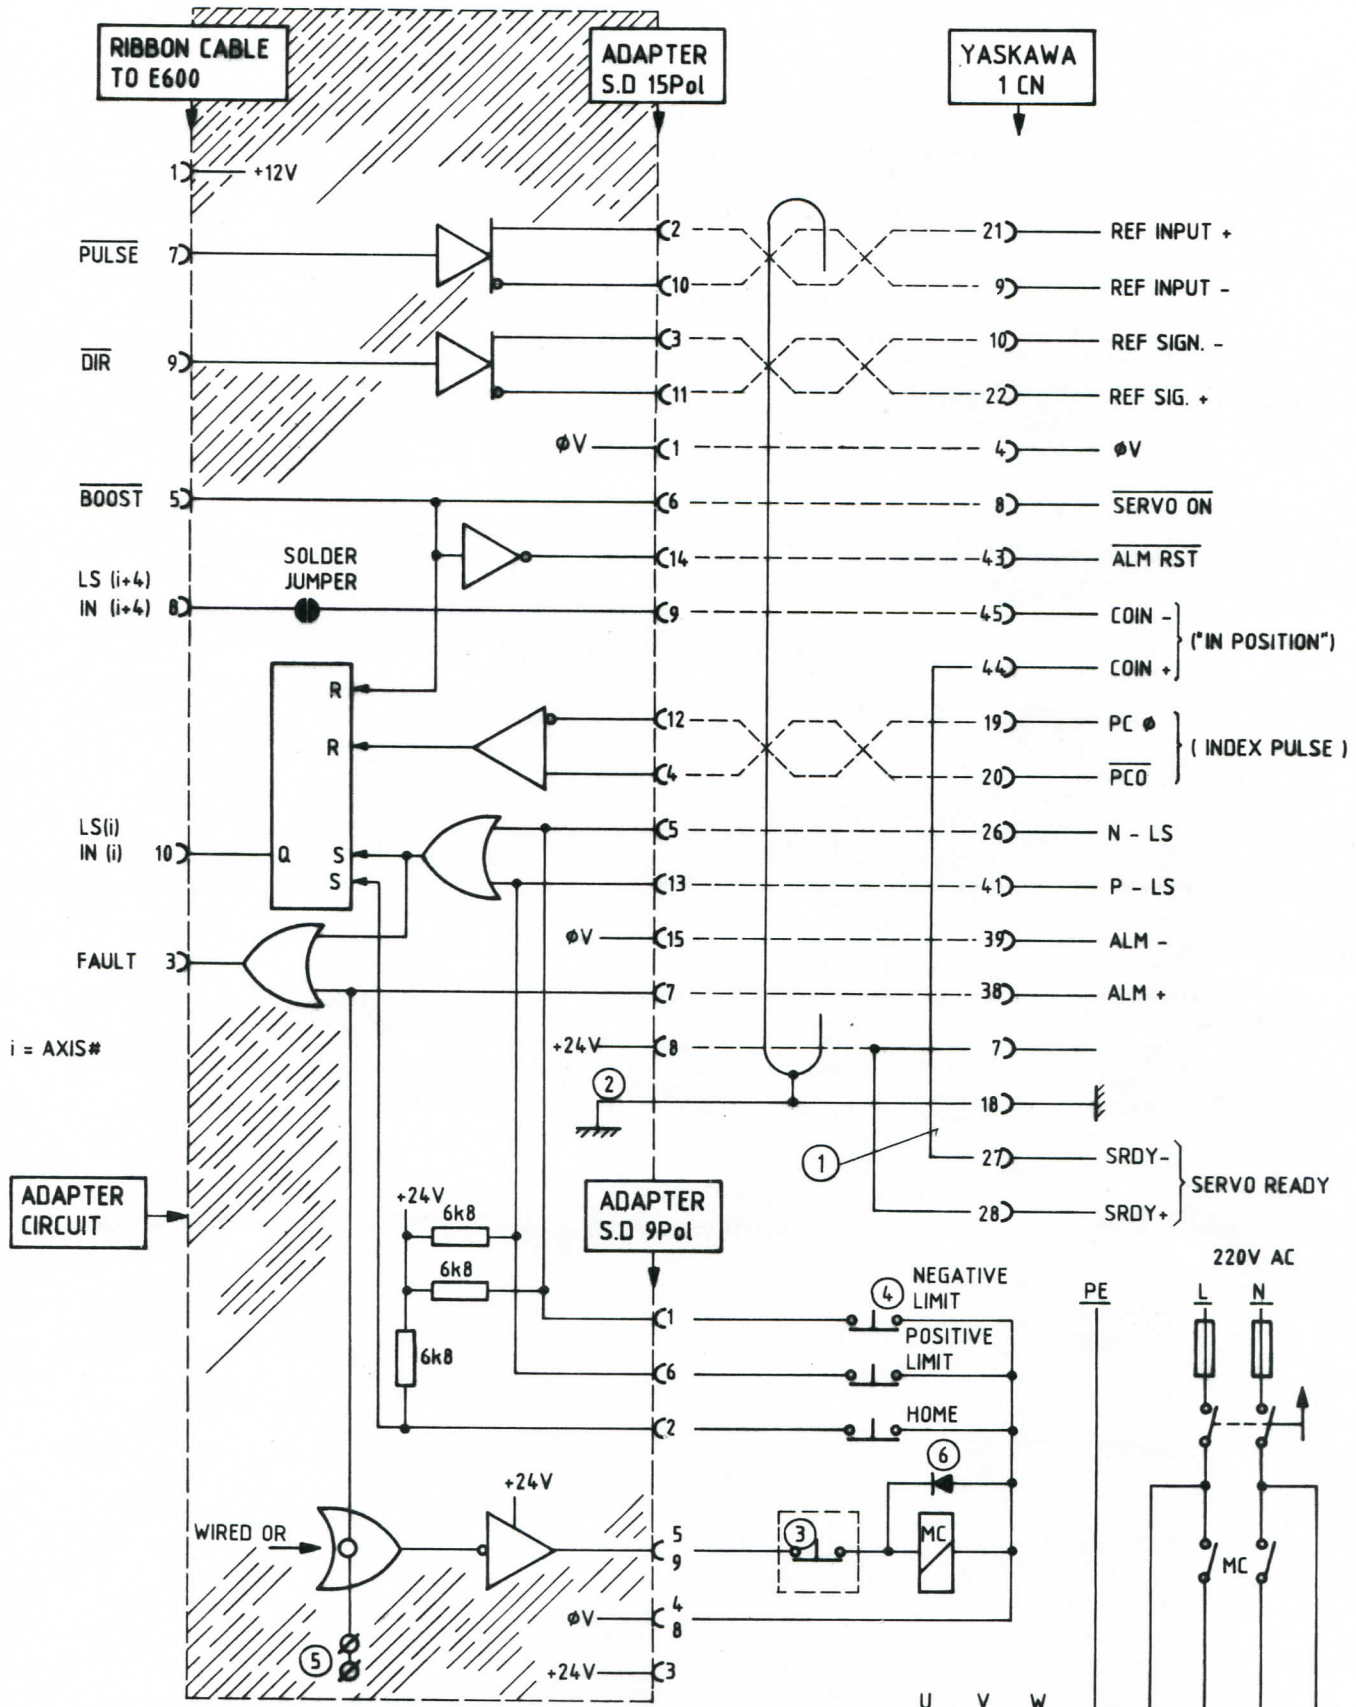 RIBBON CABLE
TO E600
ADAPTER
S.D 15Pol
YASKAWA
1 CN
1 +12V
PULSE 7 2 21 REF INPUT +
10 9 REF INPUT -
DIR 9 3 10 REF SIGN. -
11 22 REF SIG. +
ØV 1 4 ØV
BOOST 5 6 8 SERVO ON
SOLDER
JUMPER
14 43 ALM RST
LS (i+4)
IN (i+4) 8 9 45 COIN -
("IN POSITION")
44 COIN +
R
12 19 PC Ø
R
( INDEX PULSE )
4 20 PCO
LS(i)
IN (i) 10 Q S 5 26 N - LS
S 13 41 P - LS
ØV 15 39 ALM -
FAULT 3
7 38 ALM +
i = AXIS#
+24V 8 7
2 18
1 27 SRDY-
SERVO READY
28 SRDY+
ADAPTER
CIRCUIT
+24V
6k8
6k8
6k8
ADAPTER
S.D 9Pol
220V AC
PE L N
1 4 NEGATIVE
LIMIT
6 POSITIVE
LIMIT
2 HOME
6
+24V
WIRED OR
5
9
3 MC
MC
ØV 4
8
5
+24V 3
U V W